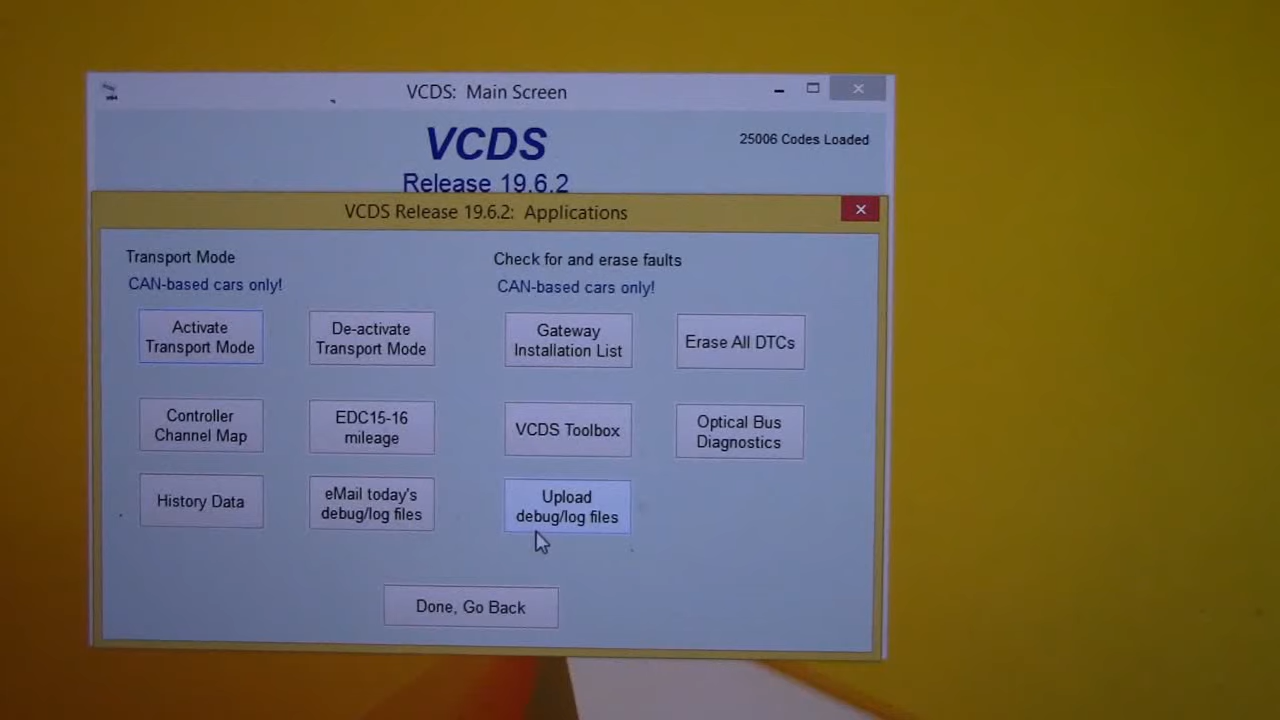 VCDS: Main Screen
VCDS
25006 Codes Loaded
Release 19.6.2
VCDS Release 19.6.2: Applications
Transport Mode
CAN-based cars only!
Check for and erase faults
CAN-based cars only!
Activate
Transport Mode
De-activate
Transport Mode
Gateway
Installation List
Erase All DTCs
Controller
Channel Map
EDC15-16
mileage
VCDS Toolbox
Optical Bus
Diagnostics
History Data
eMail today's
debug/log files
Upload
debug/log files
Done, Go Back